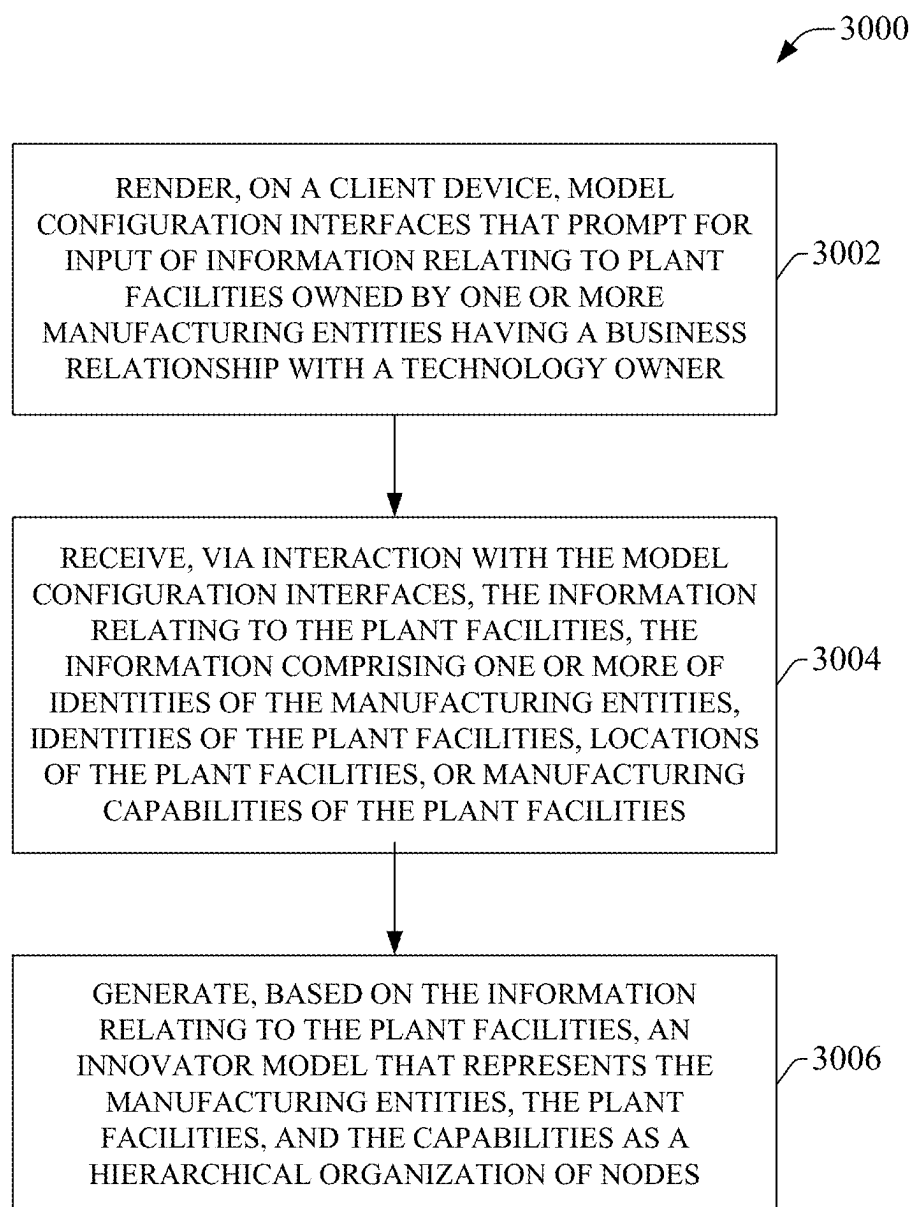 3000
RENDER, ON A CLIENT DEVICE, MODEL
CONFIGURATION INTERFACES THAT PROMPT FOR
INPUT OF INFORMATION RELATING TO PLANT
FACILITIES OWNED BY ONE OR MORE
MANUFACTURING ENTITIES HAVING A BUSINESS
RELATIONSHIP WITH A TECHNOLOGY OWNER
3002
RECEIVE, VIA INTERACTION WITH THE MODEL
CONFIGURATION INTERFACES, THE INFORMATION
RELATING TO THE PLANT FACILITIES, THE
INFORMATION COMPRISING ONE OR MORE OF
IDENTITIES OF THE MANUFACTURING ENTITIES,
IDENTITIES OF THE PLANT FACILITIES, LOCATIONS
OF THE PLANT FACILITIES, OR MANUFACTURING
CAPABILITIES OF THE PLANT FACILITIES
3004
GENERATE, BASED ON THE INFORMATION
RELATING TO THE PLANT FACILITIES, AN
INNOVATOR MODEL THAT REPRESENTS THE
MANUFACTURING ENTITIES, THE PLANT
FACILITIES, AND THE CAPABILITIES AS A
HIERARCHICAL ORGANIZATION OF NODES
3006